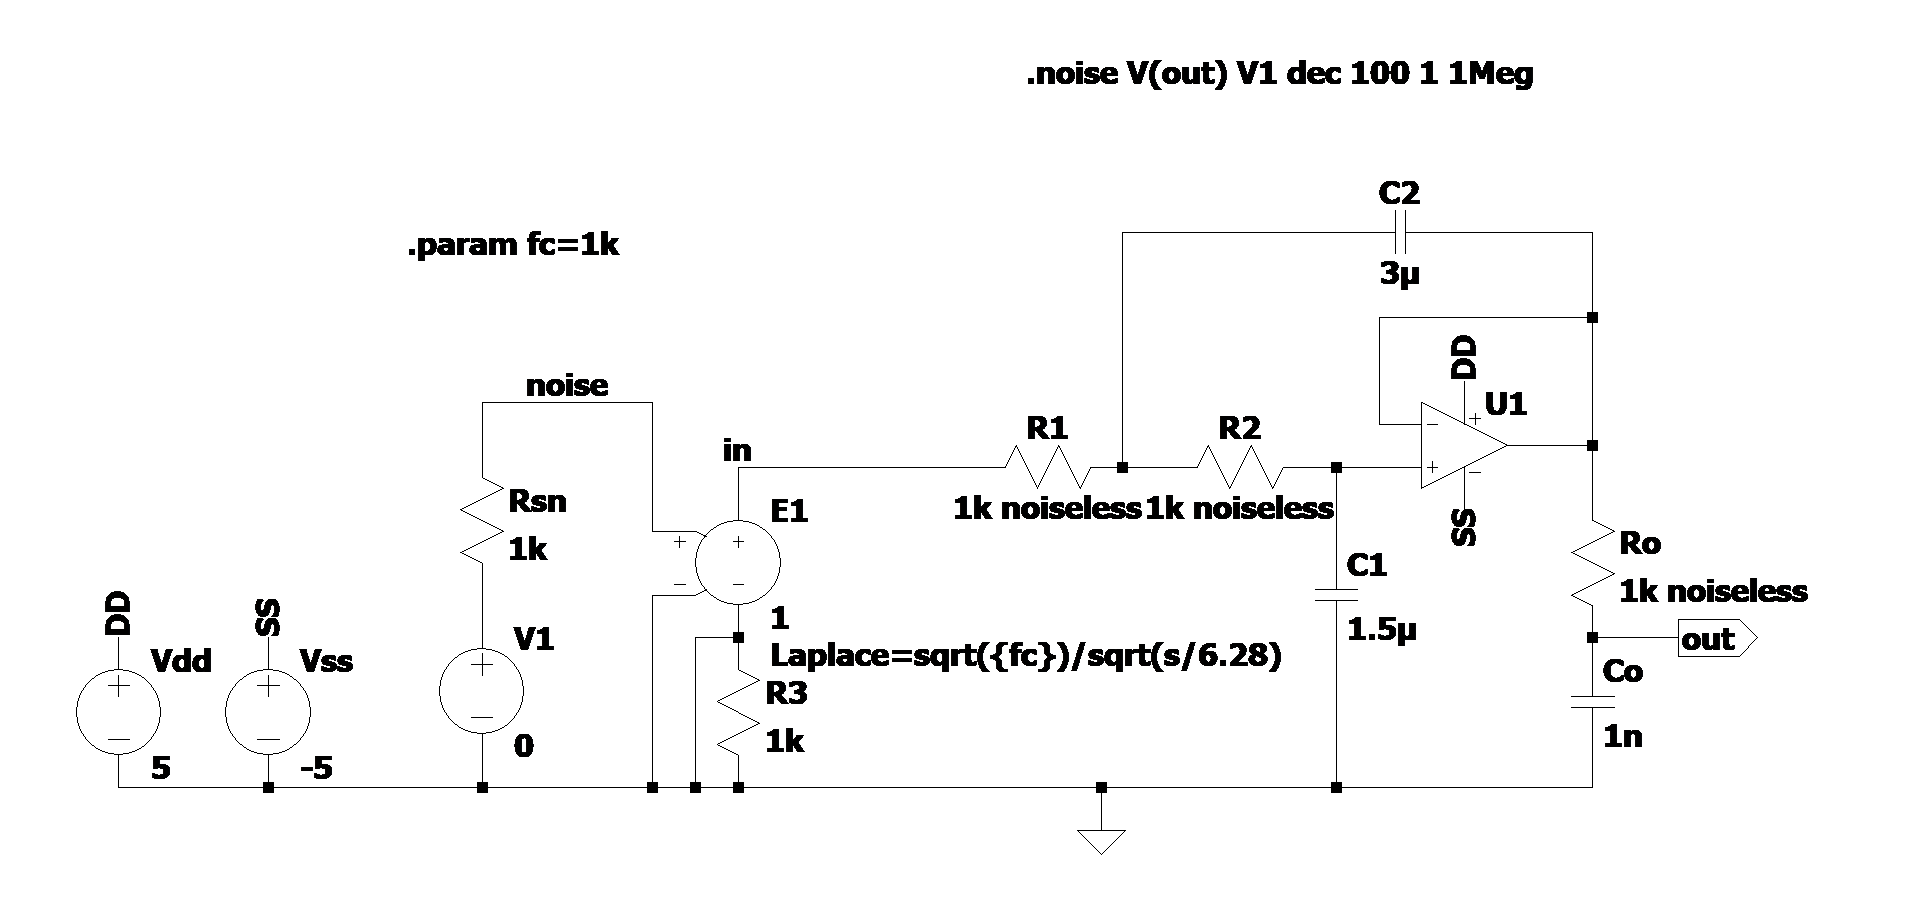 .noise V(out) V1 dec 100 1 1Meg
C2
3µ
.param fc=1k
DD
U1
SS
noise
in
R1
1k noiseless
R2
1k noiseless
Rsn
1k
E1
1
Laplace=sqrt({fc})/sqrt(s/6.28)
C1
1.5µ
Ro
1k noiseless
out
Co
1n
DD
Vdd
5
SS
Vss
-5
V1
0
R3
1k